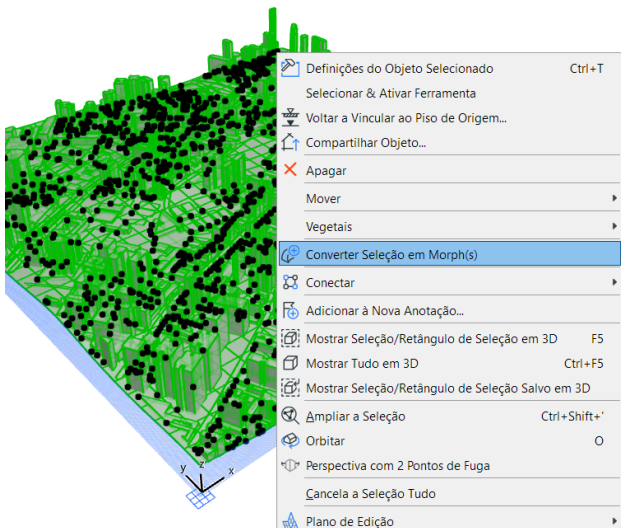 Definições do Objeto Selecionado Ctrl+T
Selecionar & Ativar Ferramenta
Voltar a Vincular ao Piso de Origem...
Compartilhar Objeto...
Apagar
Mover
Vegetais
Converter Seleção em Morph(s)
Conectar
Adicionar à Nova Anotação...
Mostrar Seleção/Retângulo de Seleção em 3D F5
Mostrar Tudo em 3D Ctrl+F5
Mostrar Seleção/Retângulo de Seleção Salvo em 3D
Ampliar a Seleção Ctrl+Shift+'
Orbitar O
Perspectiva com 2 Pontos de Fuga
Cancela a Seleção Tudo
Plano de Edição
y z x